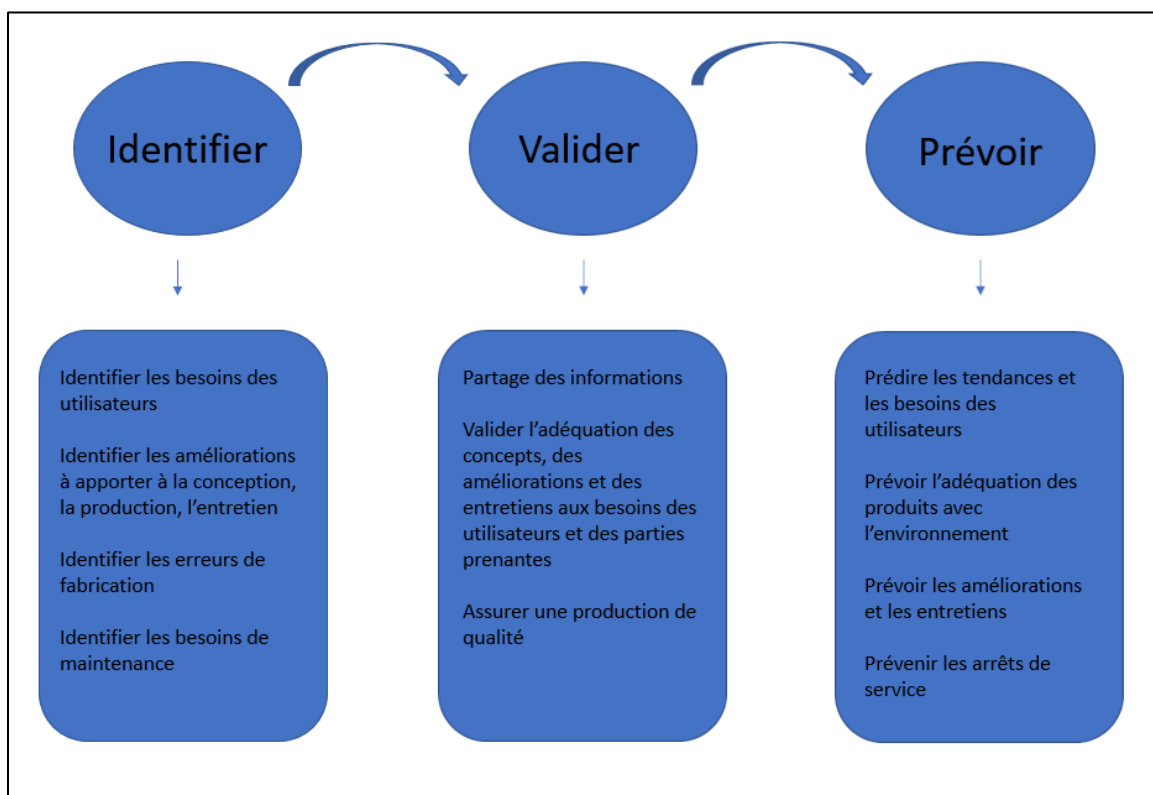 Identifier
Valider
Prévoir
Identifier les besoins des
utilisateurs
Identifier les améliorations
à apporter à la conception,
la production, l’entretien
Identifier les erreurs de
fabrication
Identifier les besoins de
maintenance
Partage des informations
Valider l’adéquation des
concepts, des
améliorations et des
entretiens aux besoins des
utilisateurs et des parties
prenantes
Assurer une production de
qualité
Prédire les tendances et
les besoins des
utilisateurs
Prévoir l’adéquation des
produits avec
l’environnement
Prévoir les améliorations
et les entretiens
Prévenir les arrêts de
service